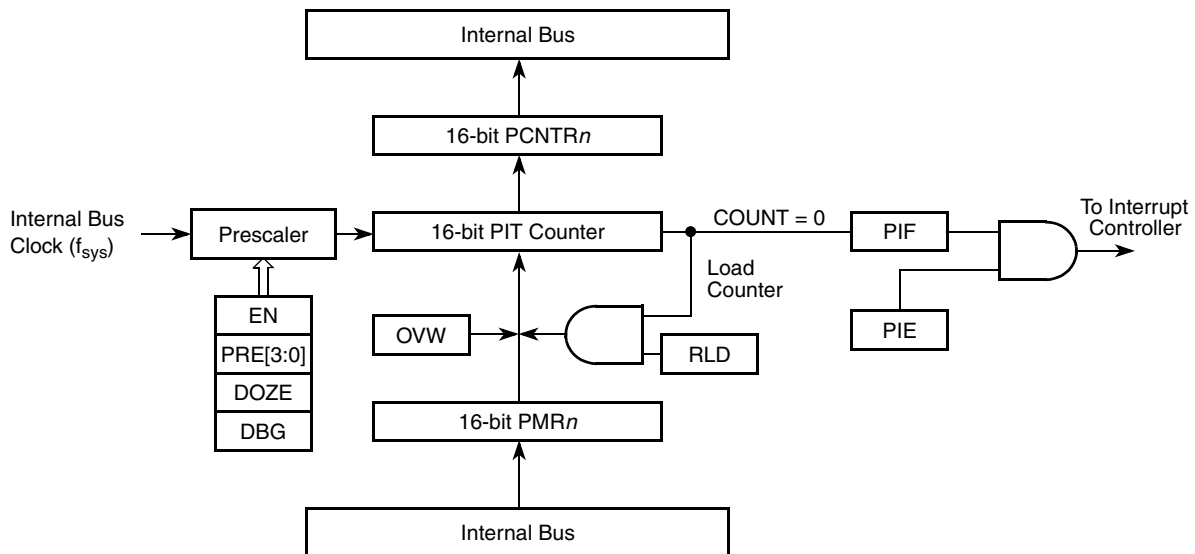 Internal Bus
16-bit PCNTRn
Internal Bus
Clock (fsys)
Prescaler
16-bit PIT Counter
COUNT = 0
PIF
To Interrupt
Controller
Load
Counter
EN
PRE[3:0]
DOZE
DBG
OVW
RLD
PIE
16-bit PMRn
Internal Bus